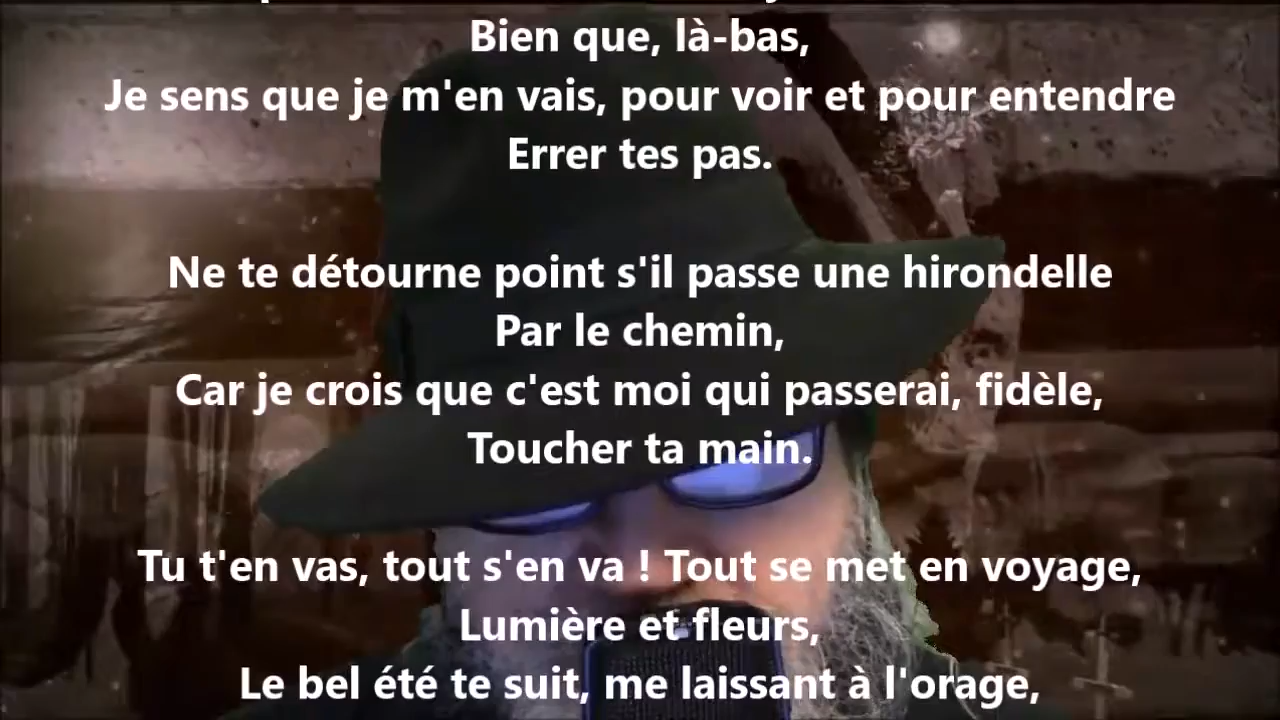 Bien que, là-bas,
Je sens que je m'en vais, pour voir et pour entendre
Errer tes pas.
Ne te détourne point s'il passe une hirondelle
Par le chemin,
Car je crois que c'est moi qui passerai, fidèle,
Toucher ta main.
Tu t'en vas, tout s'en va ! Tout se met en voyage,
Lumière et fleurs,
Le bel été te suit, me laissant à l'orage,